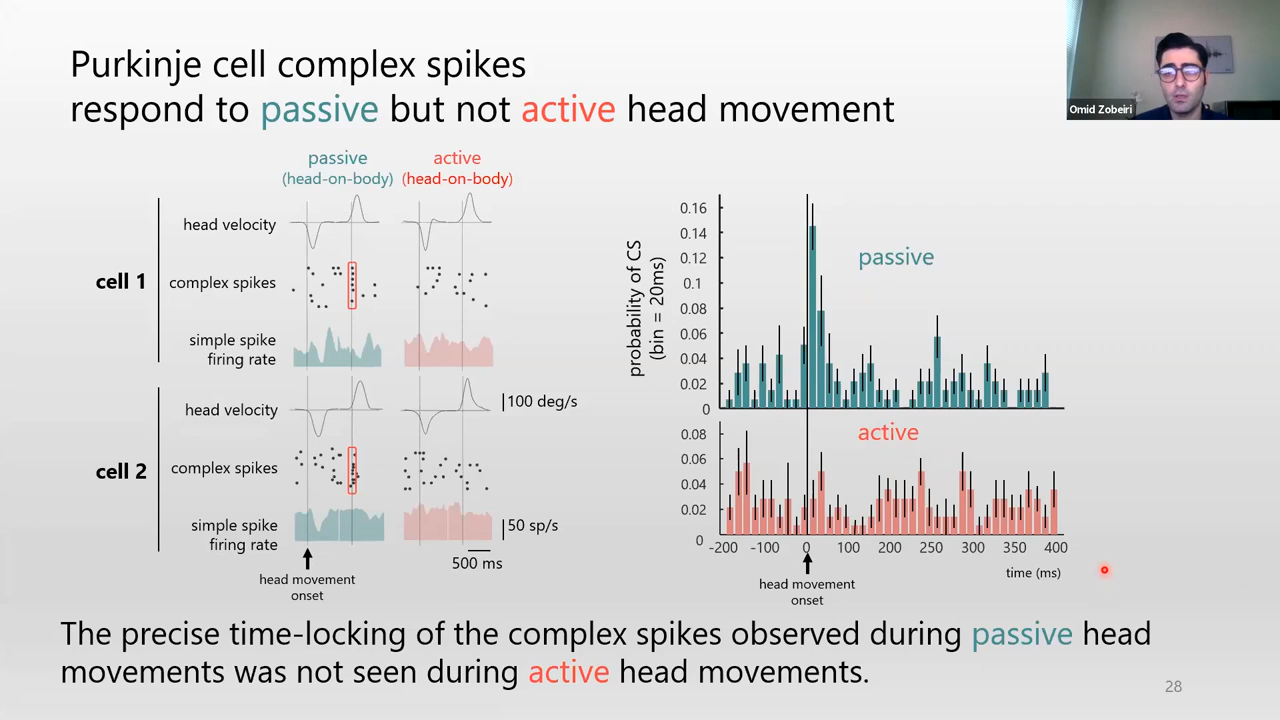 Purkinje cell complex spikes
respond to passive but not active head movement
Omid Zobeiri
passive
(head-on-body)
active
(head-on-body)
cell 1
head velocity
complex spikes
simple spike
firing rate
cell 2
head velocity
100 deg/s
complex spikes
simple spike
firing rate
50 sp/s
500 ms
head movement
onset
probability of CS
(bin = 20ms)
0.16
0.14
0.12
0.1
0.08
0.06
0.04
0.02
0
passive
active
0.08
0.06
0.04
0.02
0
-200 -100 0 100 200 250 300 350 400
time (ms)
head movement
onset
The precise time-locking of the complex spikes observed during passive head
movements was not seen during active head movements.
28